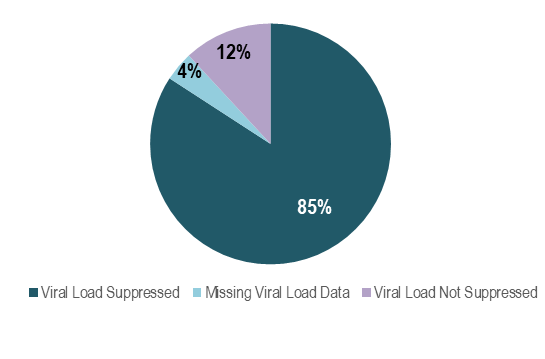 12%
4%
85%
Viral Load Suppressed Missing Viral Load Data Viral Load Not Suppressed